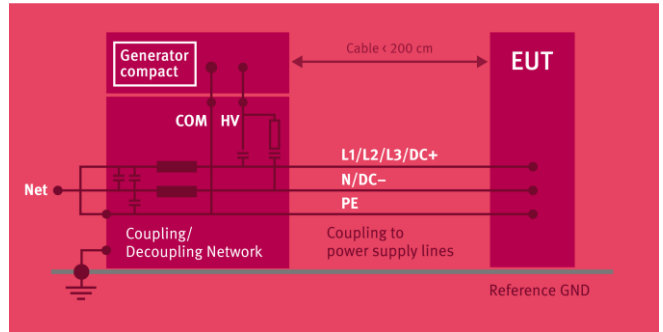 Generator
compact
Cable < 200 cm
EUT
COM HV
L1/L2/L3/DC+
N/DC–
Net
PE
Coupling/
Decoupling Network
Coupling to
power supply lines
Reference GND